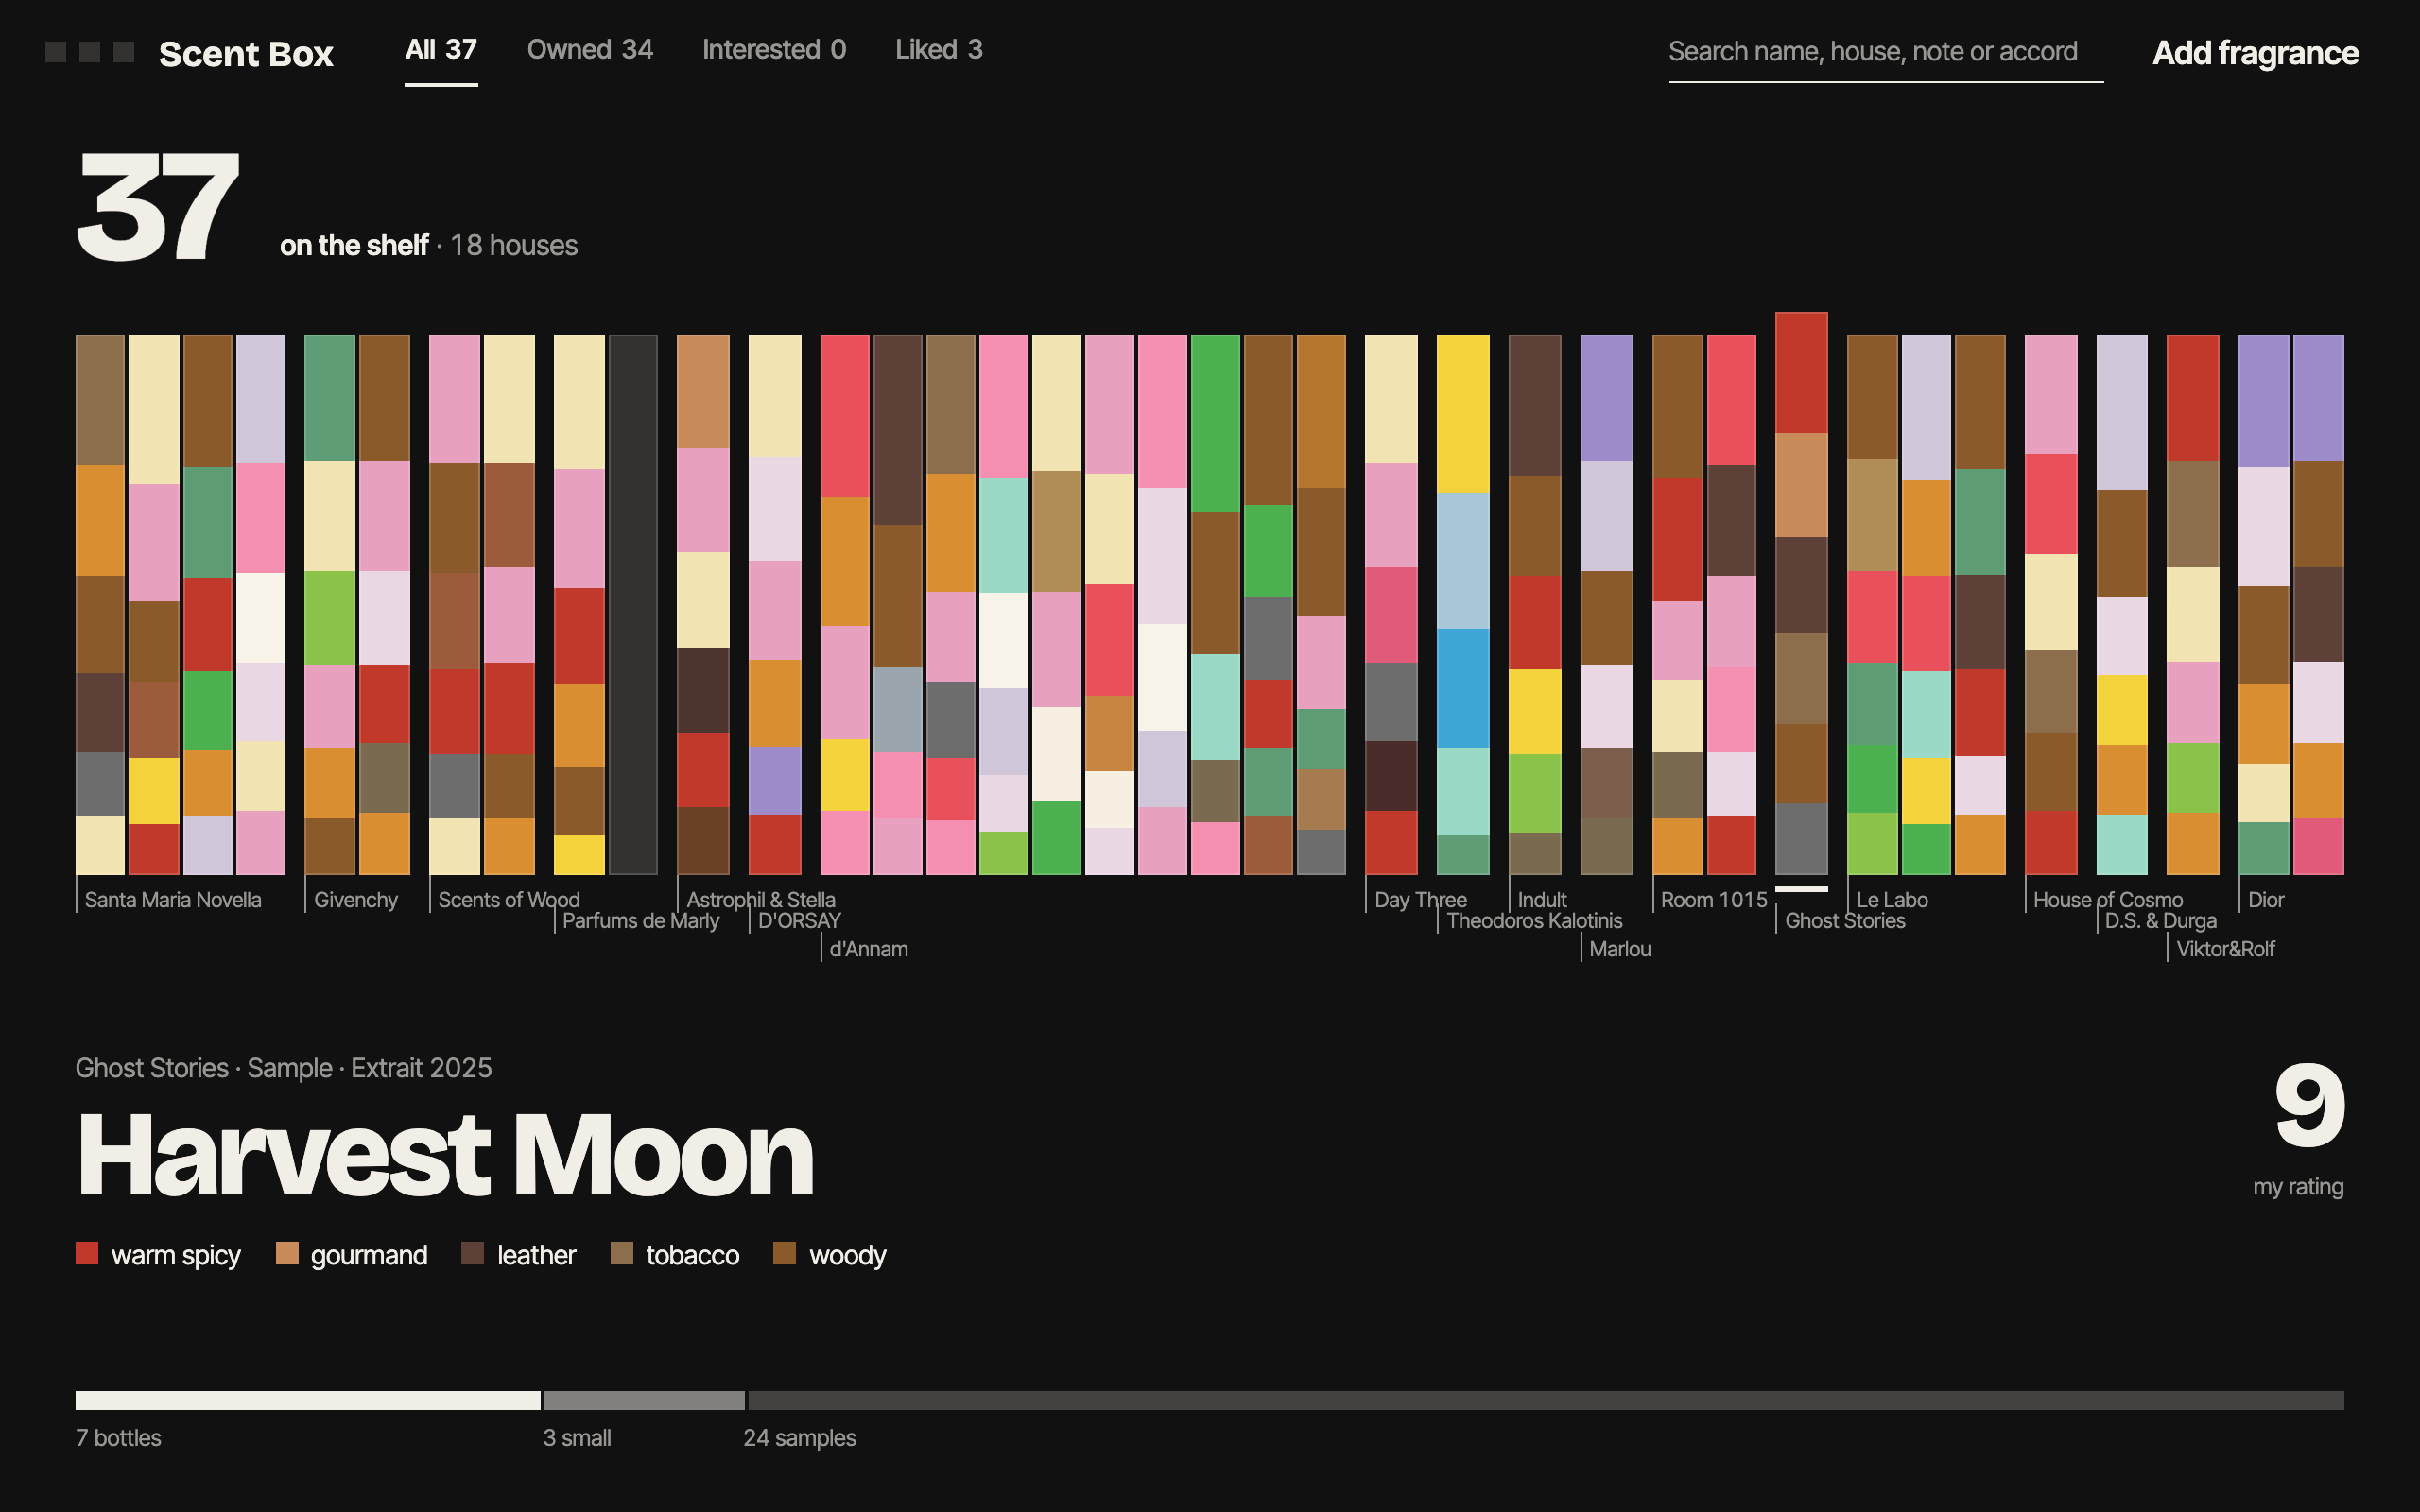 Scent Box All 37 Owned 34 Interested 0 Liked 3 Search name, house, note or accord Add fragrance
37 on the shelf · 18 houses
Santa Maria Novella Givenchy Scents of Wood Astrophil & Stella Day Three Indult Room 1015 Le Labo House of Cosmo Dior
Parfums de Marly D'ORSAY Theodoros Kalotinis Ghost Stories D.S. & Durga
d'Annam Marlou Viktor&Rolf
Ghost Stories · Sample · Extrait 2025
Harvest Moon
9
my rating
warm spicy gourmand leather tobacco woody
7 bottles 3 small 24 samples